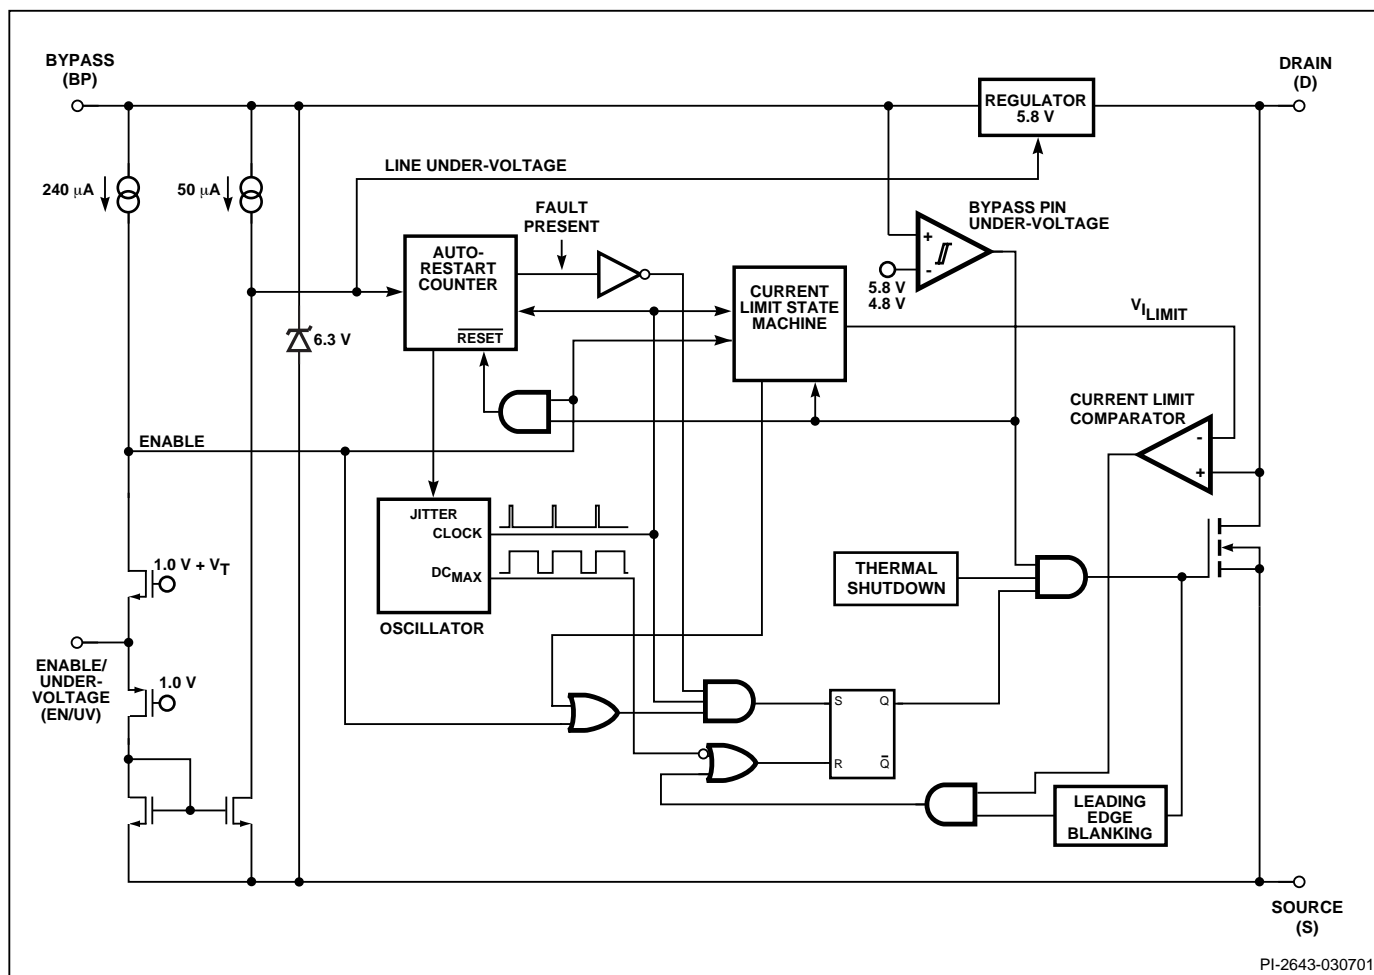 BYPASS
(BP)
DRAIN
(D)
REGULATOR
5.8 V
LINE UNDER-VOLTAGE
240 µA
50 µA
FAULT
PRESENT
BYPASS PIN
UNDER-VOLTAGE
+
-
5.8 V
4.8 V
AUTO-
RESTART
COUNTER
RESET
CURRENT
LIMIT STATE
MACHINE
VILIMIT
6.3 V
CURRENT LIMIT
COMPARATOR
-
+
ENABLE
JITTER
CLOCK
DCMAX
OSCILLATOR
1.0 V + VT
THERMAL
SHUTDOWN
ENABLE/
UNDER-
VOLTAGE
(EN/UV)
1.0 V
S Q
R Q̅
LEADING
EDGE
BLANKING
SOURCE
(S)
PI-2643-030701